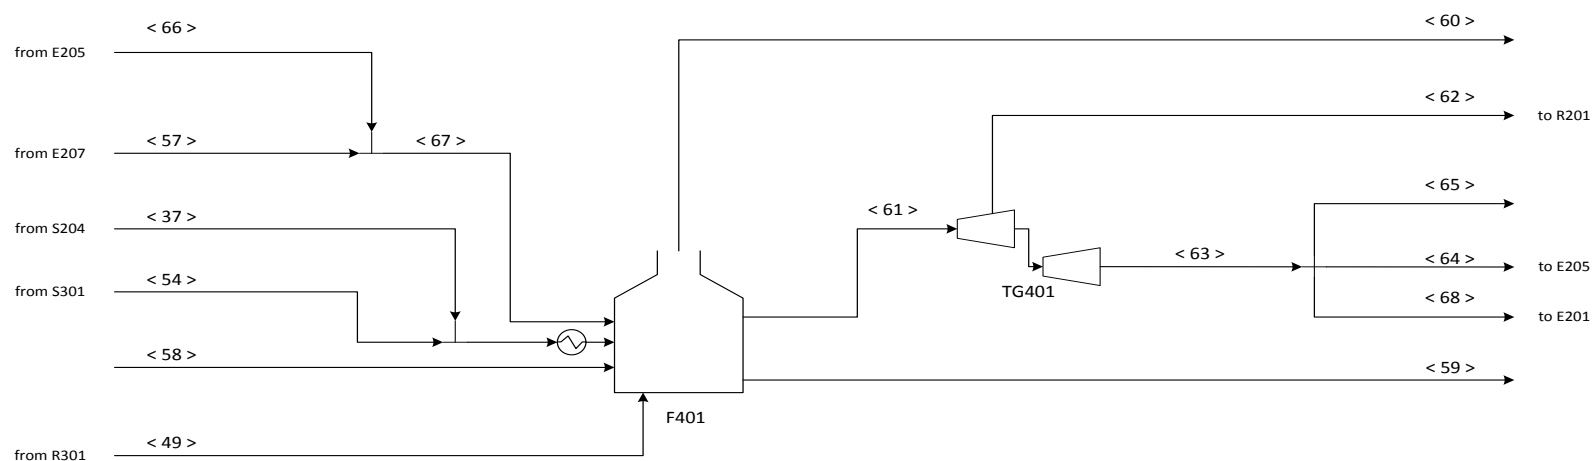 < 66 >
< 60 >
from E205
< 62 >
to R201
< 57 >
< 67 >
from E207
< 65 >
< 37 >
< 61 >
from S204
< 63 >
< 64 >
to E205
< 54 >
from S301
TG401
< 68 >
to E201
< 58 >
< 59 >
F401
< 49 >
from R301